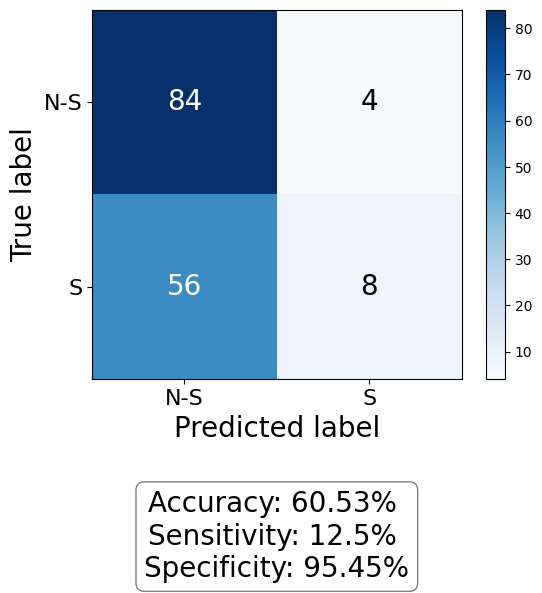 80
70
60
50
40
30
20
10
N-S
84
4
S
56
8
True label
N-S
S
Predicted label
Accuracy: 60.53%
Sensitivity: 12.5%
Specificity: 95.45%